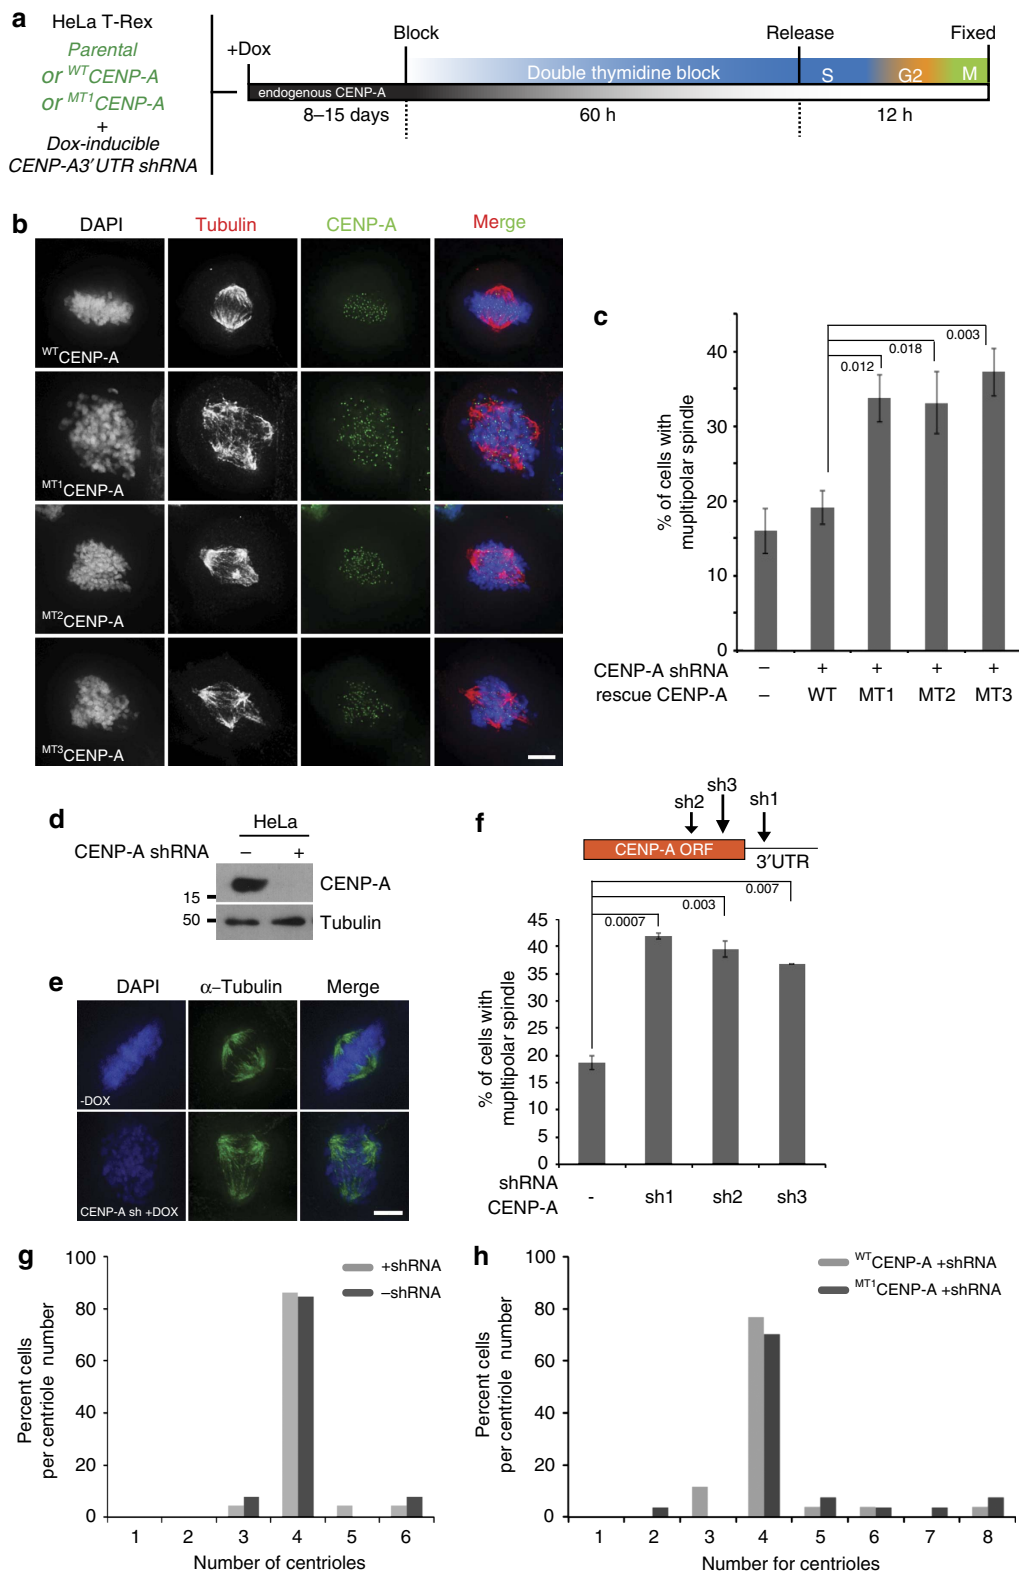 a
HeLa T-Rex
Parental
or WTCENP-A
or MT1CENP-A
+
Dox-inducible
CENP-A3′UTR shRNA
+Dox
Block
Release
Fixed
Double thymidine block
S
G2
M
endogenous CENP-A
8–15 days
60 h
12 h
b
DAPI
Tubulin
CENP-A
Merge
WTCENP-A
MT1CENP-A
MT2CENP-A
MT3CENP-A
c
% of cells with
mupltipolar spindle
40
30
20
10
0
0.012
0.018
0.003
CENP-A shRNA – + + + +
rescue CENP-A – WT MT1 MT2 MT3
d
HeLa
CENP-A shRNA – +
15
CENP-A
50
Tubulin
e
DAPI
α–Tubulin
Merge
-DOX
CENP-A sh +DOX
f
sh2
sh3
sh1
CENP-A ORF
3′UTR
% of cells with
mupltipolar spindle
45
40
35
30
25
20
15
10
5
0
0.0007
0.003
0.007
shRNA
CENP-A
- sh1 sh2 sh3
g
Percent cells
per centriole number
100
80
60
40
20
0
+shRNA
–shRNA
1 2 3 4 5 6
Number of centrioles
h
Percent cells
per centriole number
100
80
60
40
20
0
WTCENP-A +shRNA
MT1CENP-A +shRNA
1 2 3 4 5 6 7 8
Number for centrioles